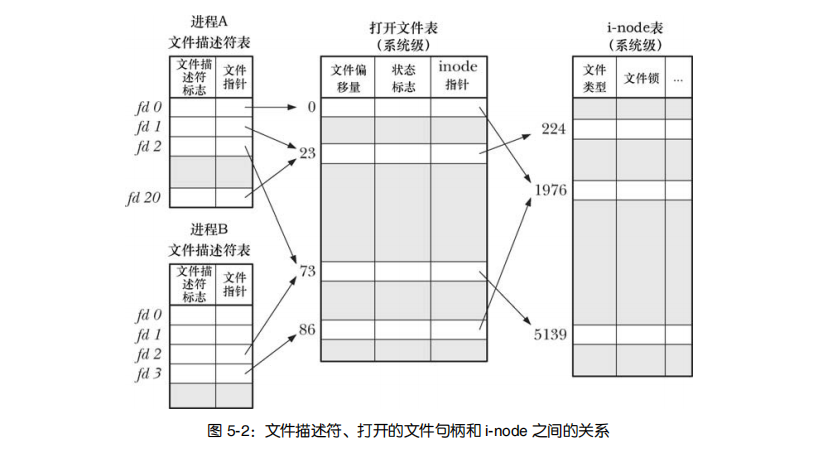 进程A
文件描述符表
文件描
述符
标志
文件
指针
fd 0
fd 1
fd 2
fd 20
进程B
文件描述符表
文件描
述符
标志
文件
指针
fd 0
fd 1
fd 2
fd 3
打开文件表
(系统级)
文件偏
移量
状态
标志
inode
指针
0
23
73
86
i-node表
(系统级)
文件
类型
文件锁
...
224
1976
5139
图 5-2：文件描述符、打开的文件句柄和 i-node 之间的关系